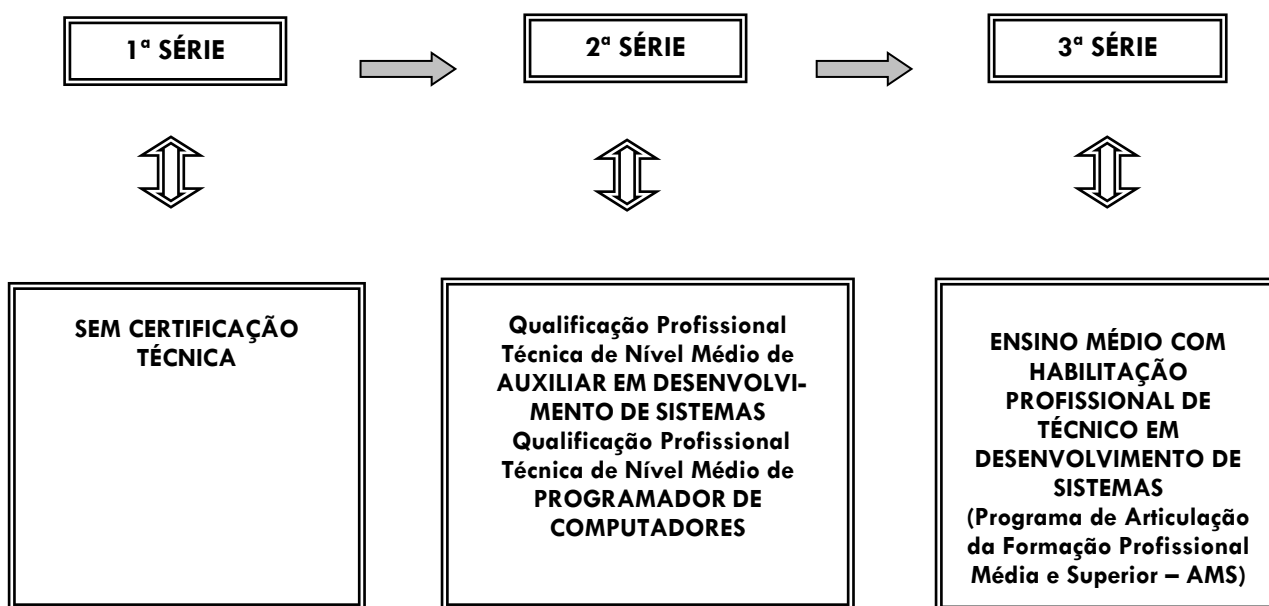 1ª SÉRIE
2ª SÉRIE
3ª SÉRIE
SEM CERTIFICAÇÃO
TÉCNICA
Qualificação Profissional
Técnica de Nível Médio de
AUXILIAR EM DESENVOLVI-
MENTO DE SISTEMAS
Qualificação Profissional
Técnica de Nível Médio de
PROGRAMADOR DE
COMPUTADORES
ENSINO MÉDIO COM
HABILITAÇÃO
PROFISSIONAL DE
TÉCNICO EM
DESENVOLVIMENTO DE
SISTEMAS
(Programa de Articulação
da Formação Profissional
Média e Superior – AMS)